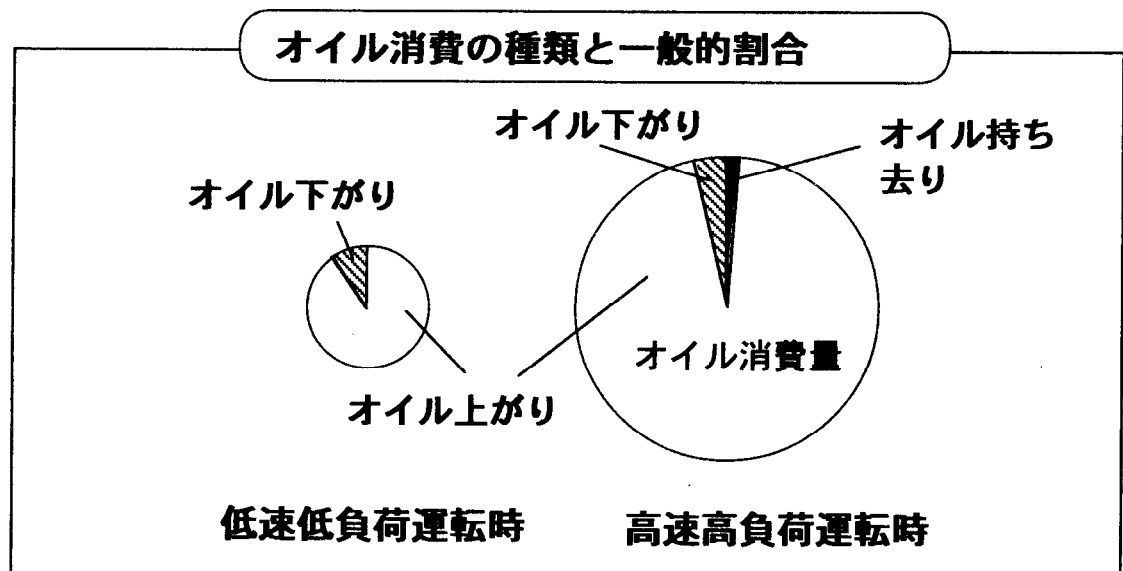 オイル消費の種類と一般的割合
オイル下がり
オイル持ち
去り
オイル下がり
オイル消費量
オイル上がり
低速低負荷運転時
高速高負荷運転時